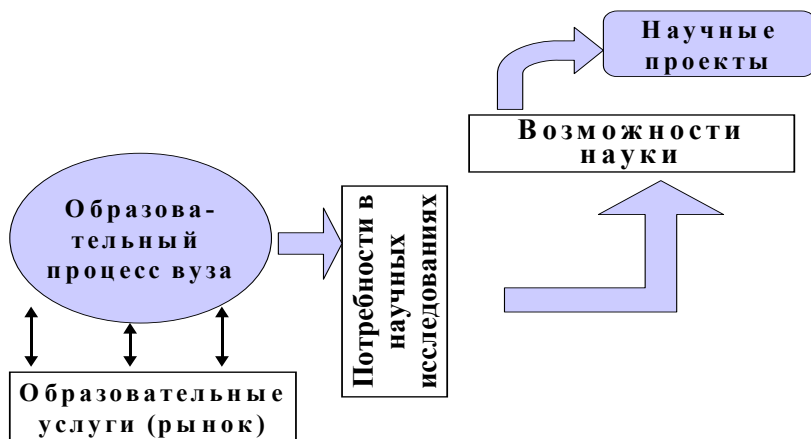 Научные
проекты
Возможности
науки
Образова-
тельный
процесс вуза
Потребности в
научных
исследованиях
Образовательные
услуги (рынок)